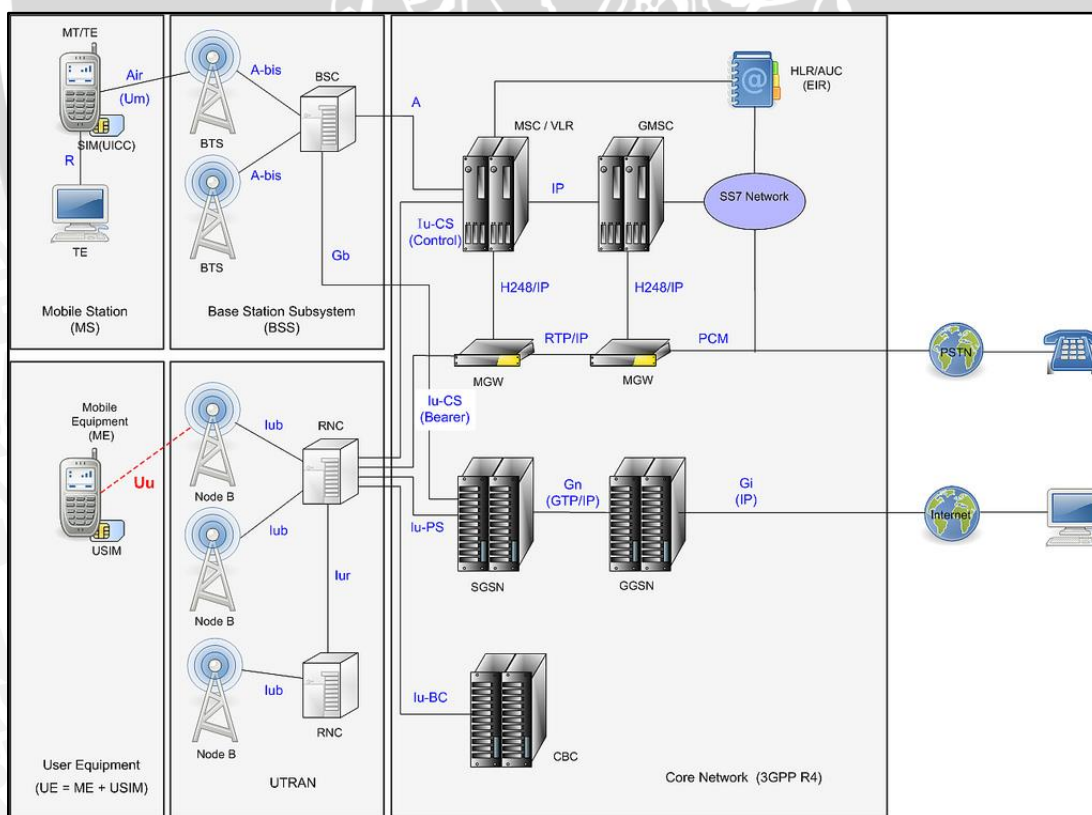 MT/TE
Air
(Um)
SIM(UICC)
R
TE
Mobile Station
(MS)
A-bis
BTS
BSC
A-bis
BTS
Gb
Base Station Subsystem
(BSS)
A
HLR/AUC
(EIR)
MSC / VLR
GMSC
IP
SS7 Network
Iu-CS
(Control)
H248/IP
H248/IP
RTP/IP
PCM
MGW
MGW
PSTN
Iu-CS
(Bearer)
Mobile
Equipment
(ME)
Uu
USIM
User Equipment
(UE = ME + USIM)
Iub
RNC
Node B
Iub
Node B
Iur
Iub
RNC
Node B
UTRAN
Iu-PS
Gn
(GTP/IP)
Gi
(IP)
Internet
SGSN
GGSN
Iu-BC
CBC
Core Network (3GPP R4)